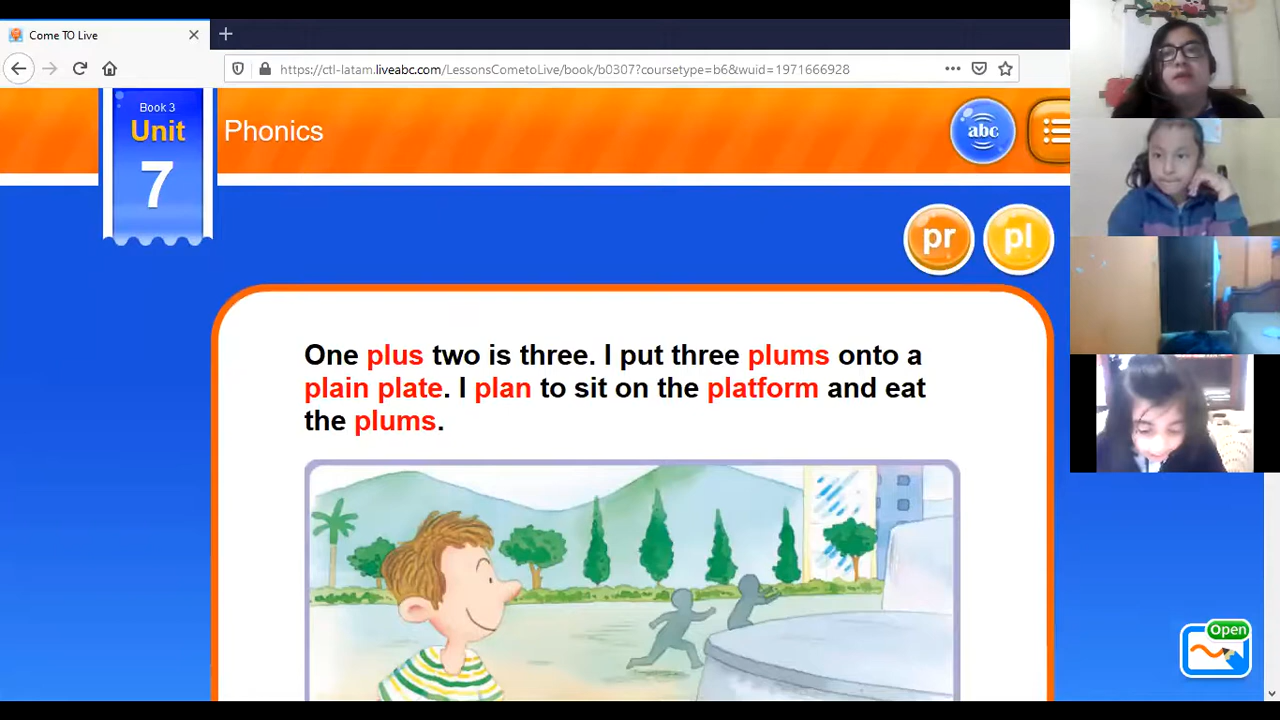 Come TO Live
https://ctl-latam.liveabc.com/LessonsCometoLive/book/b0307?coursetype=b6&wuid=1971666928
Book 3
Unit
7
Phonics
abc
pr pl
One plus two is three. I put three plums onto a
plain plate. I plan to sit on the platform and eat
the plums.
Open